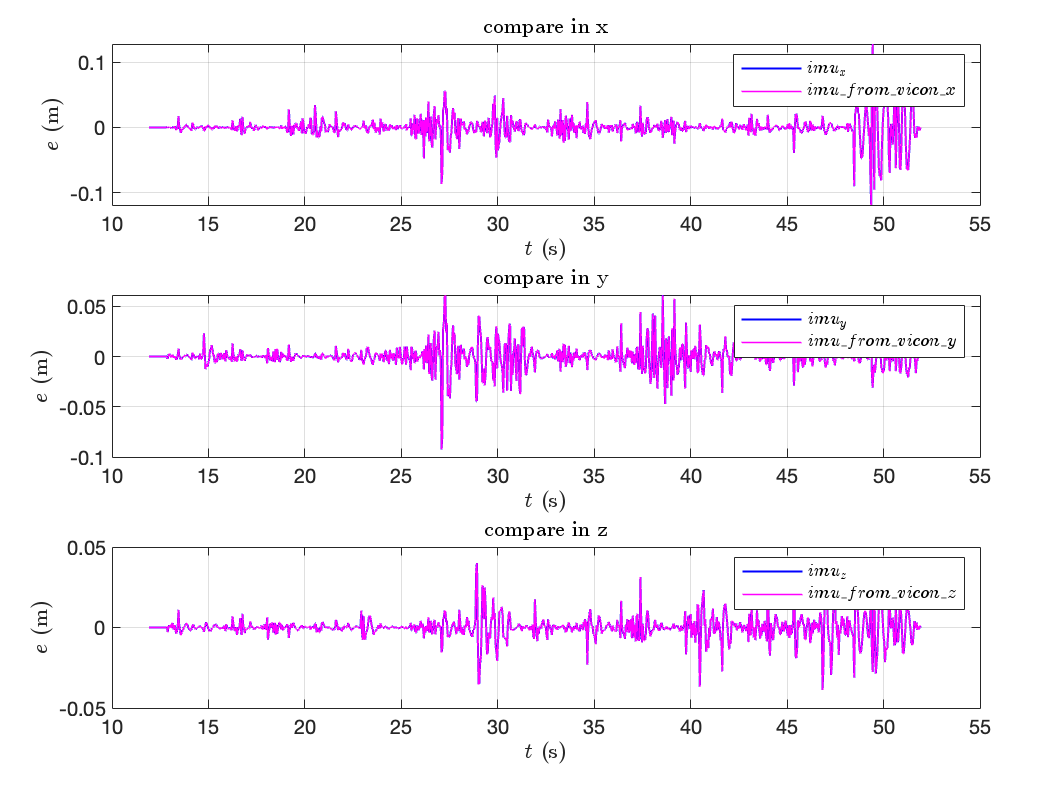 compare in x
0.1
0
-0.1
e (m)
imu_x
imu_from_vicon_x
10 15 20 25 30 35 40 45 50 55
t (s)
compare in y
0.05
0
-0.05
-0.1
e (m)
imu_y
imu_from_vicon_y
10 15 20 25 30 35 40 45 50 55
t (s)
compare in z
0.05
0
-0.05
e (m)
imu_z
imu_from_vicon_z
10 15 20 25 30 35 40 45 50 55
t (s)